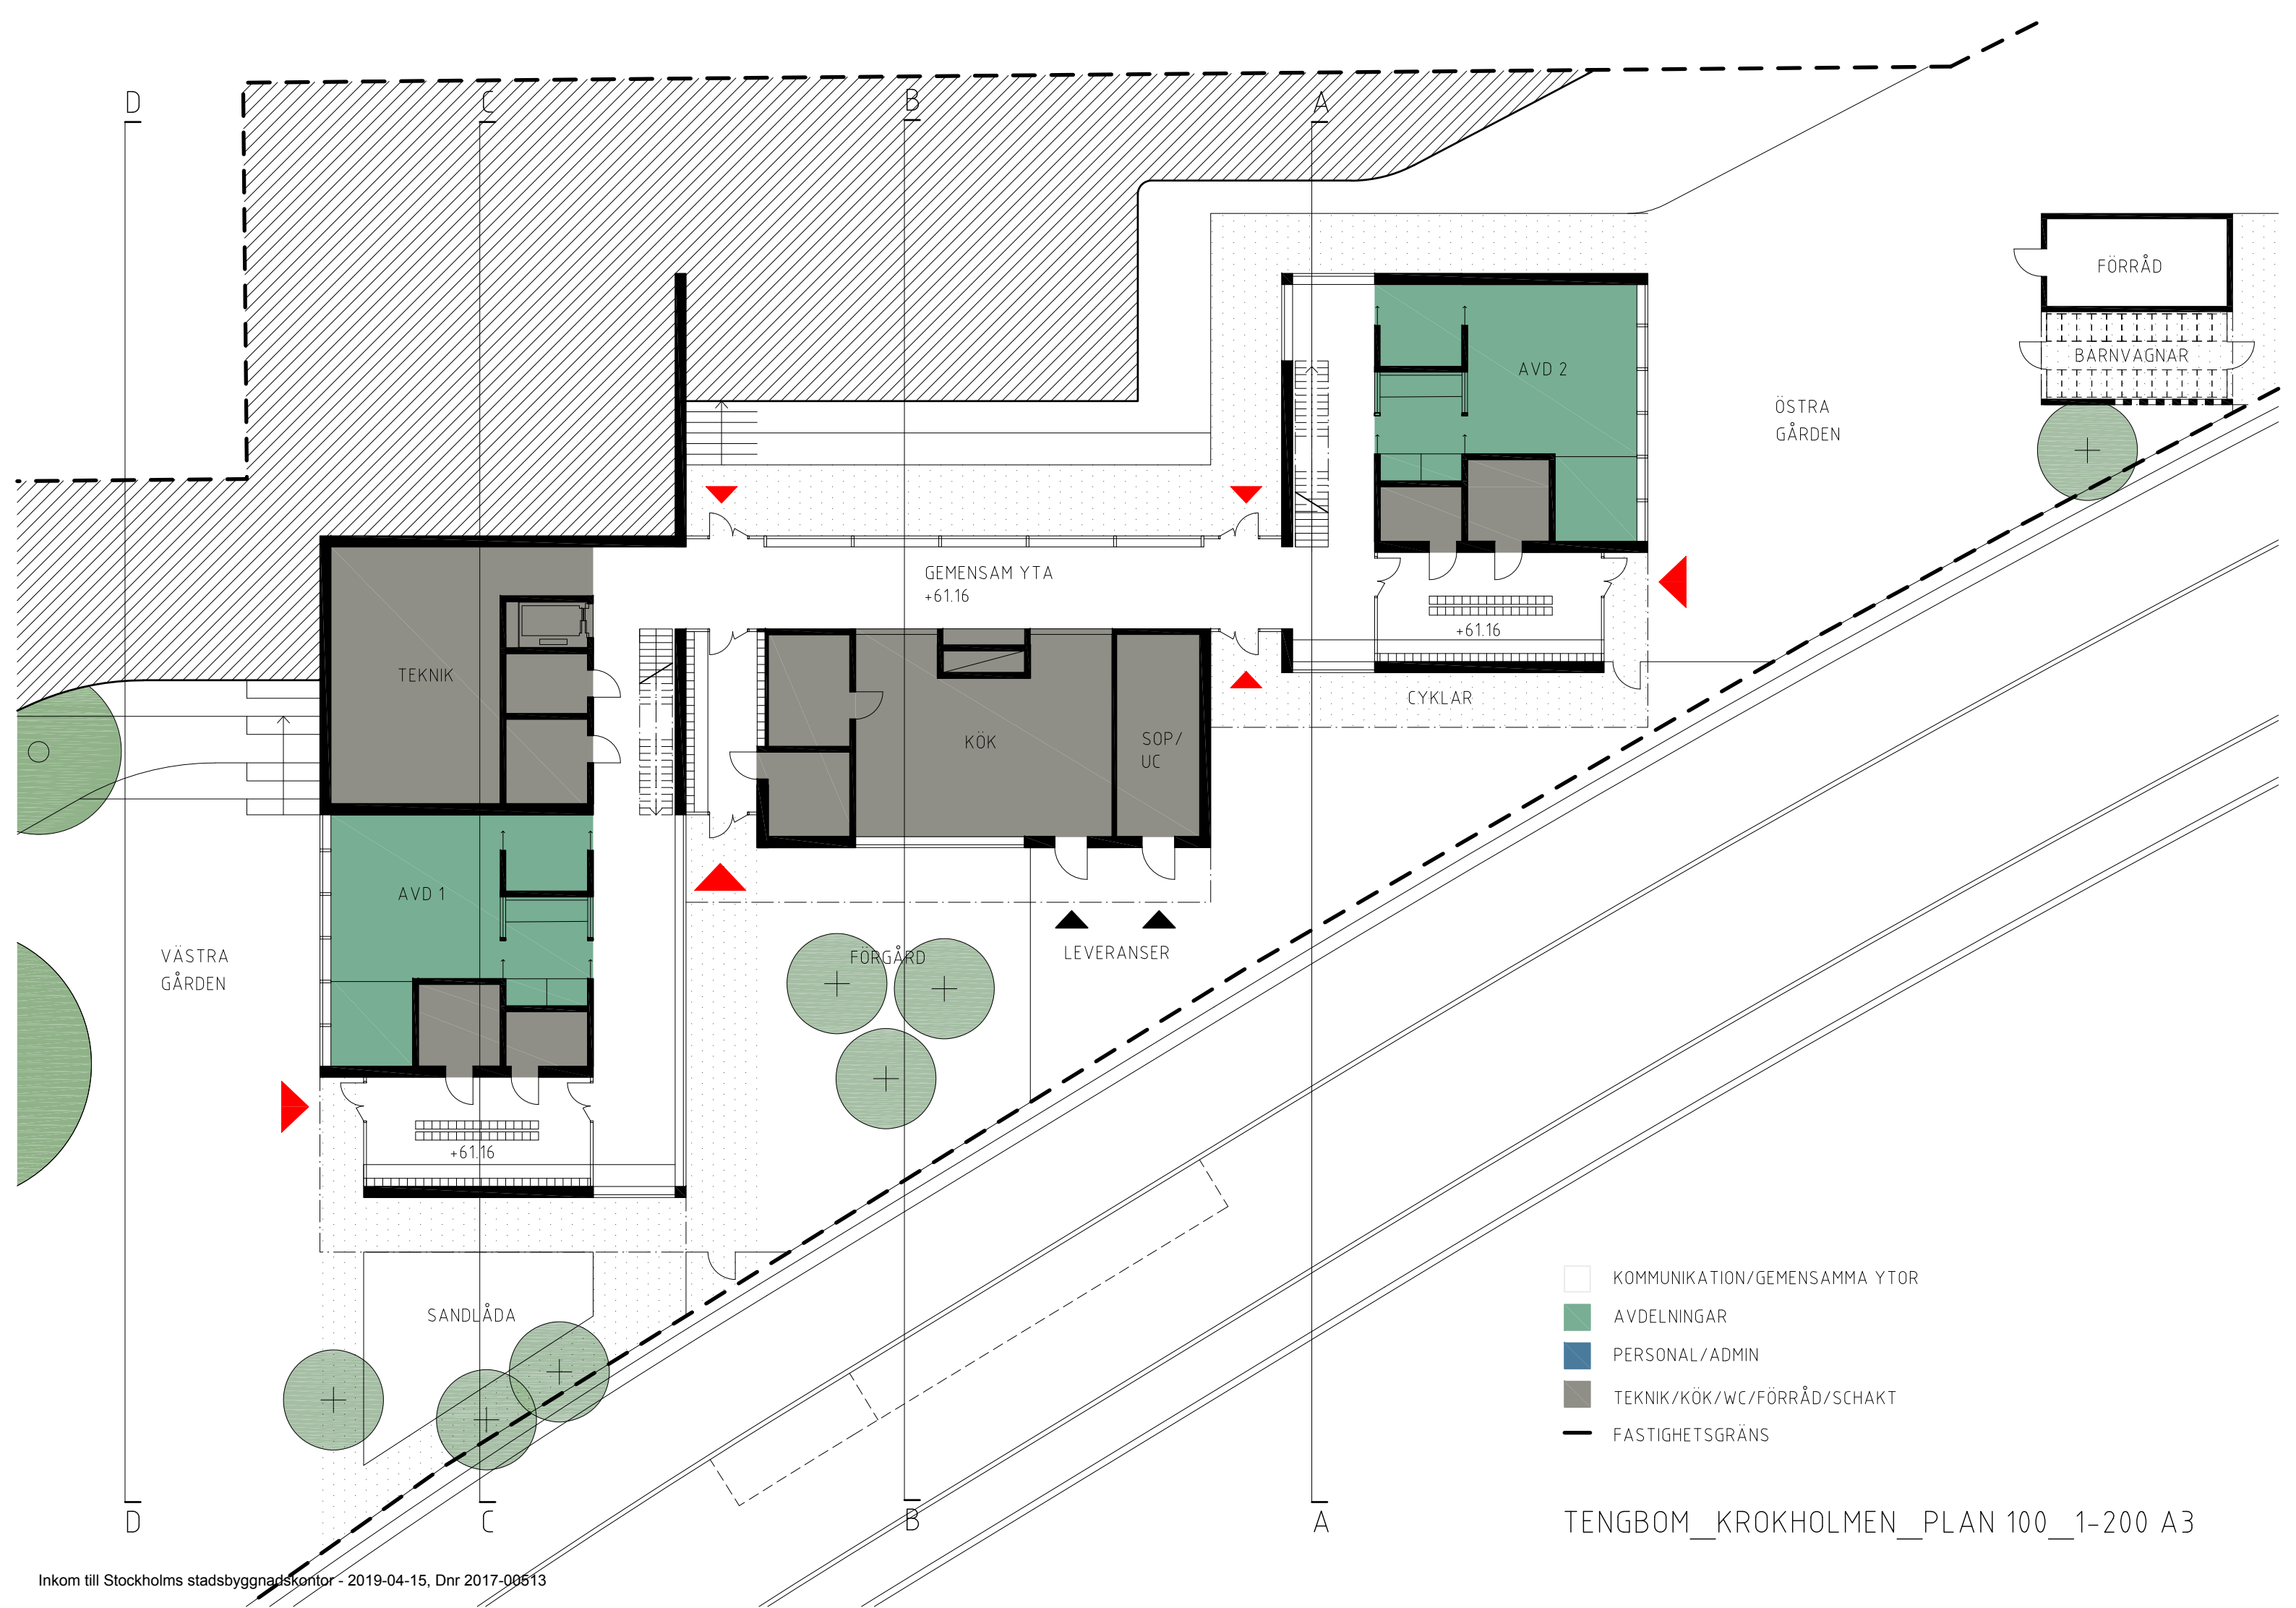 D
C
B
A
FÖRRÅD
BARNVAGNAR
AVD 2
ÖSTRA
GÅRDEN
GEMENSAM YTA
+61.16
+61.16
TEKNIK
CYKLAR
KÖK
SOP/
UC
AVD 1
VÄSTRA
GÅRDEN
FÖRGÅRD
LEVERANSER
+61.16
SANDLÅDA
KOMMUNIKATION/GEMENSAMMA YTOR
AVDELNINGAR
PERSONAL/ADMIN
TEKNIK/KÖK/WC/FÖRRÅD/SCHAKT
FASTIGHETSGRÄNS
D
C
B
A
TENGBOM_KROKHOLMEN_PLAN 100_1-200 A3
Inkom till Stockholms stadsbyggnadskontor - 2019-04-15, Dnr 2017-00513